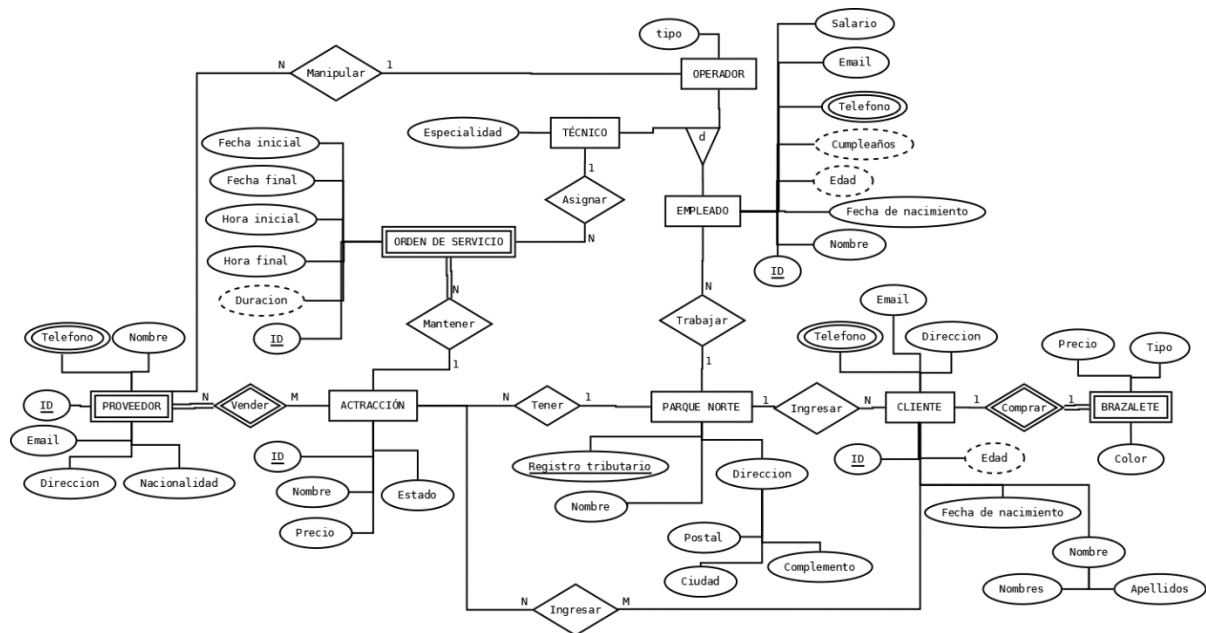 Salario
tipo
Email
N
Manipular
1
OPERADOR
Telefono
Especialidad
TÉCNICO
d
Fecha inicial
Cumpleaños
1
Fecha final
Edad
Asignar
EMPLEADO
Fecha de nacimiento
Hora inicial
ORDEN DE SERVICIO
N
Nombre
Hora final
ID
N
N
Duracion
Email
Mantener
Trabajar
Telefono
Nombre
ID
Telefono
Direccion
Precio
Tipo
1
1
ID
PROVEEDOR
N
Vender
M
ATRACCIÓN
N
Tener
1
PARQUE NORTE
1
Ingresar
N
CLIENTE
1
Comprar
1
BRAZALETE
Email
ID
Registro tributario
Direccion
ID
Edad
Color
Direccion
Nacionalidad
Nombre
Estado
Nombre
Fecha de nacimiento
Precio
Postal
Complemento
Nombre
Ciudad
Nombres
Apellidos
N
Ingresar
M